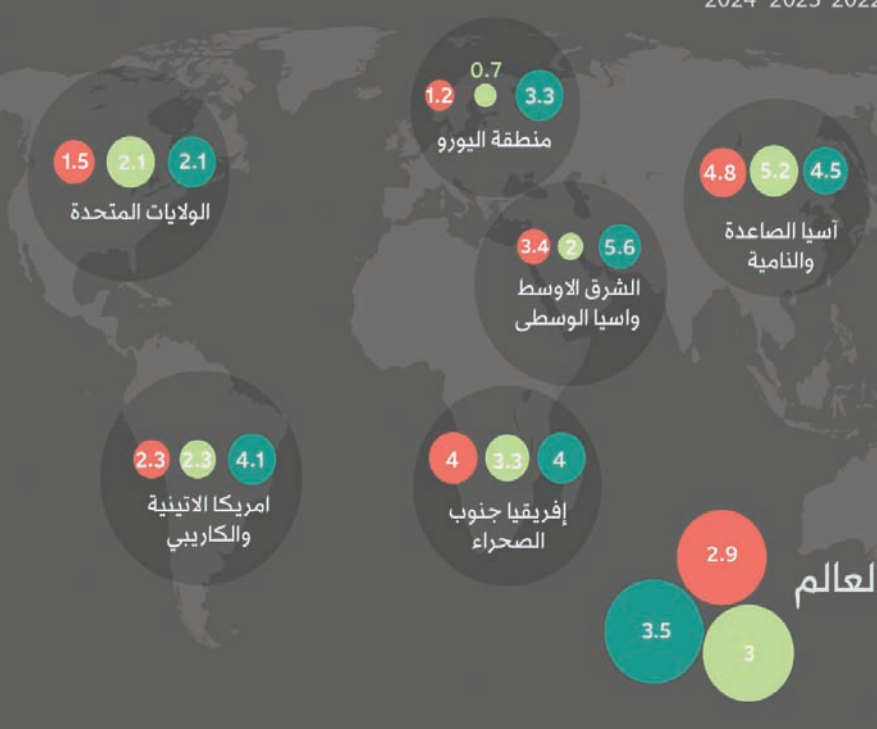 2024 2023 2022
0.7
1.2 3.3
منطقة اليورو
1.5 2.1 2.1
الولايات المتحدة
4.8 5.2 4.5
آسيا الصاعدة
والنامية
3.4 2 5.6
الشرق الاوسط
واسيا الوسطى
2.3 2.3 4.1
امريكا الاتينية
والكاريبي
4 3.3 4
إفريقيا جنوب
الصحراء
2.9
لعالم
3.5
3